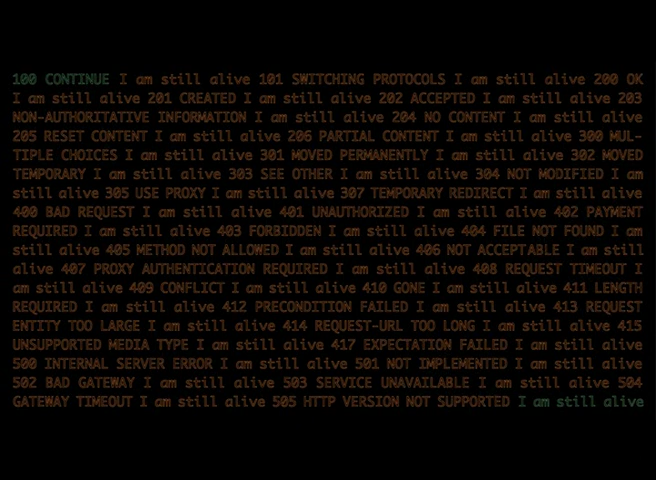 100 CONTINUE I am still alive 101 SWITCHING PROTOCOLS I am still alive 200 OK
I am still alive 201 CREATED I am still alive 202 ACCEPTED I am still alive 203
NON-AUTHORITATIVE INFORMATION I am still alive 204 NO CONTENT I am still alive
205 RESET CONTENT I am still alive 206 PARTIAL CONTENT I am still alive 300 MUL-
TIPLE CHOICES I am still alive 301 MOVED PERMANENTLY I am still alive 302 MOVED
TEMPORARY I am still alive 303 SEE OTHER I am still alive 304 NOT MODIFIED I am
still alive 305 USE PROXY I am still alive 307 TEMPORARY REDIRECT I am still alive
400 BAD REQUEST I am still alive 401 UNAUTHORIZED I am still alive 402 PAYMENT
REQUIRED I am still alive 403 FORBIDDEN I am still alive 404 FILE NOT FOUND I am
still alive 405 METHOD NOT ALLOWED I am still alive 406 NOT ACCEPTABLE I am still
alive 407 PROXY AUTHENTICATION REQUIRED I am still alive 408 REQUEST TIMEOUT I
am still alive 409 CONFLICT I am still alive 410 GONE I am still alive 411 LENGTH
REQUIRED I am still alive 412 PRECONDITION FAILED I am still alive 413 REQUEST
ENTITY TOO LARGE I am still alive 414 REQUEST-URL TOO LONG I am still alive 415
UNSUPPORTED MEDIA TYPE I am still alive 417 EXPECTATION FAILED I am still alive
500 INTERNAL SERVER ERROR I am still alive 501 NOT IMPLEMENTED I am still alive
502 BAD GATEWAY I am still alive 503 SERVICE UNAVAILABLE I am still alive 504
GATEWAY TIMEOUT I am still alive 505 HTTP VERSION NOT SUPPORTED I am still alive